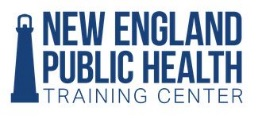 NEW ENGLAND
PUBLIC HEALTH
TRAINING CENTER